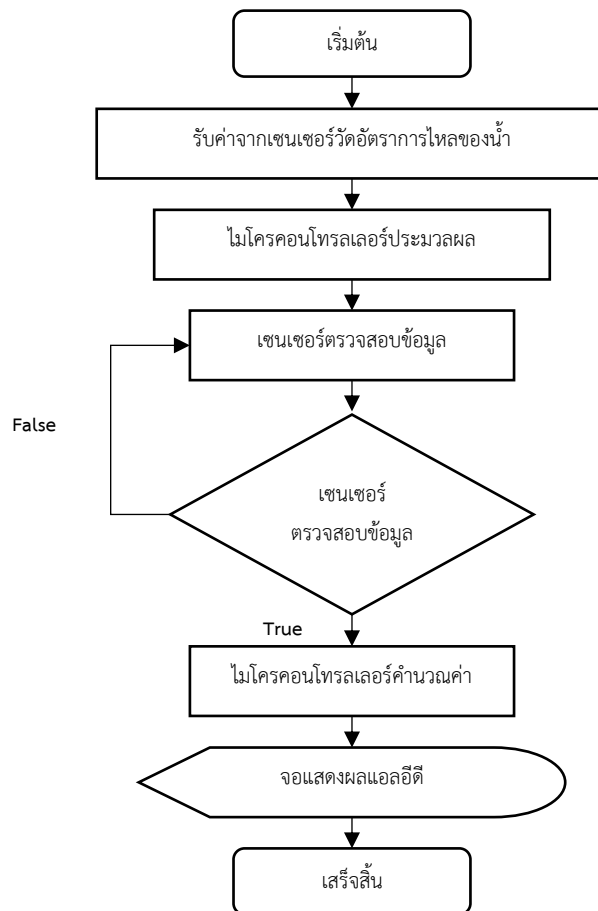 เริ่มต้น
รับค่าจากเซนเซอร์วัดอัตราการไหลของน้ำ
ไมโครคอนโทรลเลอร์ประมวลผล
เซนเซอร์ตรวจสอบข้อมูล
False
เซนเซอร์
ตรวจสอบข้อมูล
True
ไมโครคอนโทรลเลอร์คำนวณค่า
จอแสดงผลแอลอีดี
เสร็จสิ้น